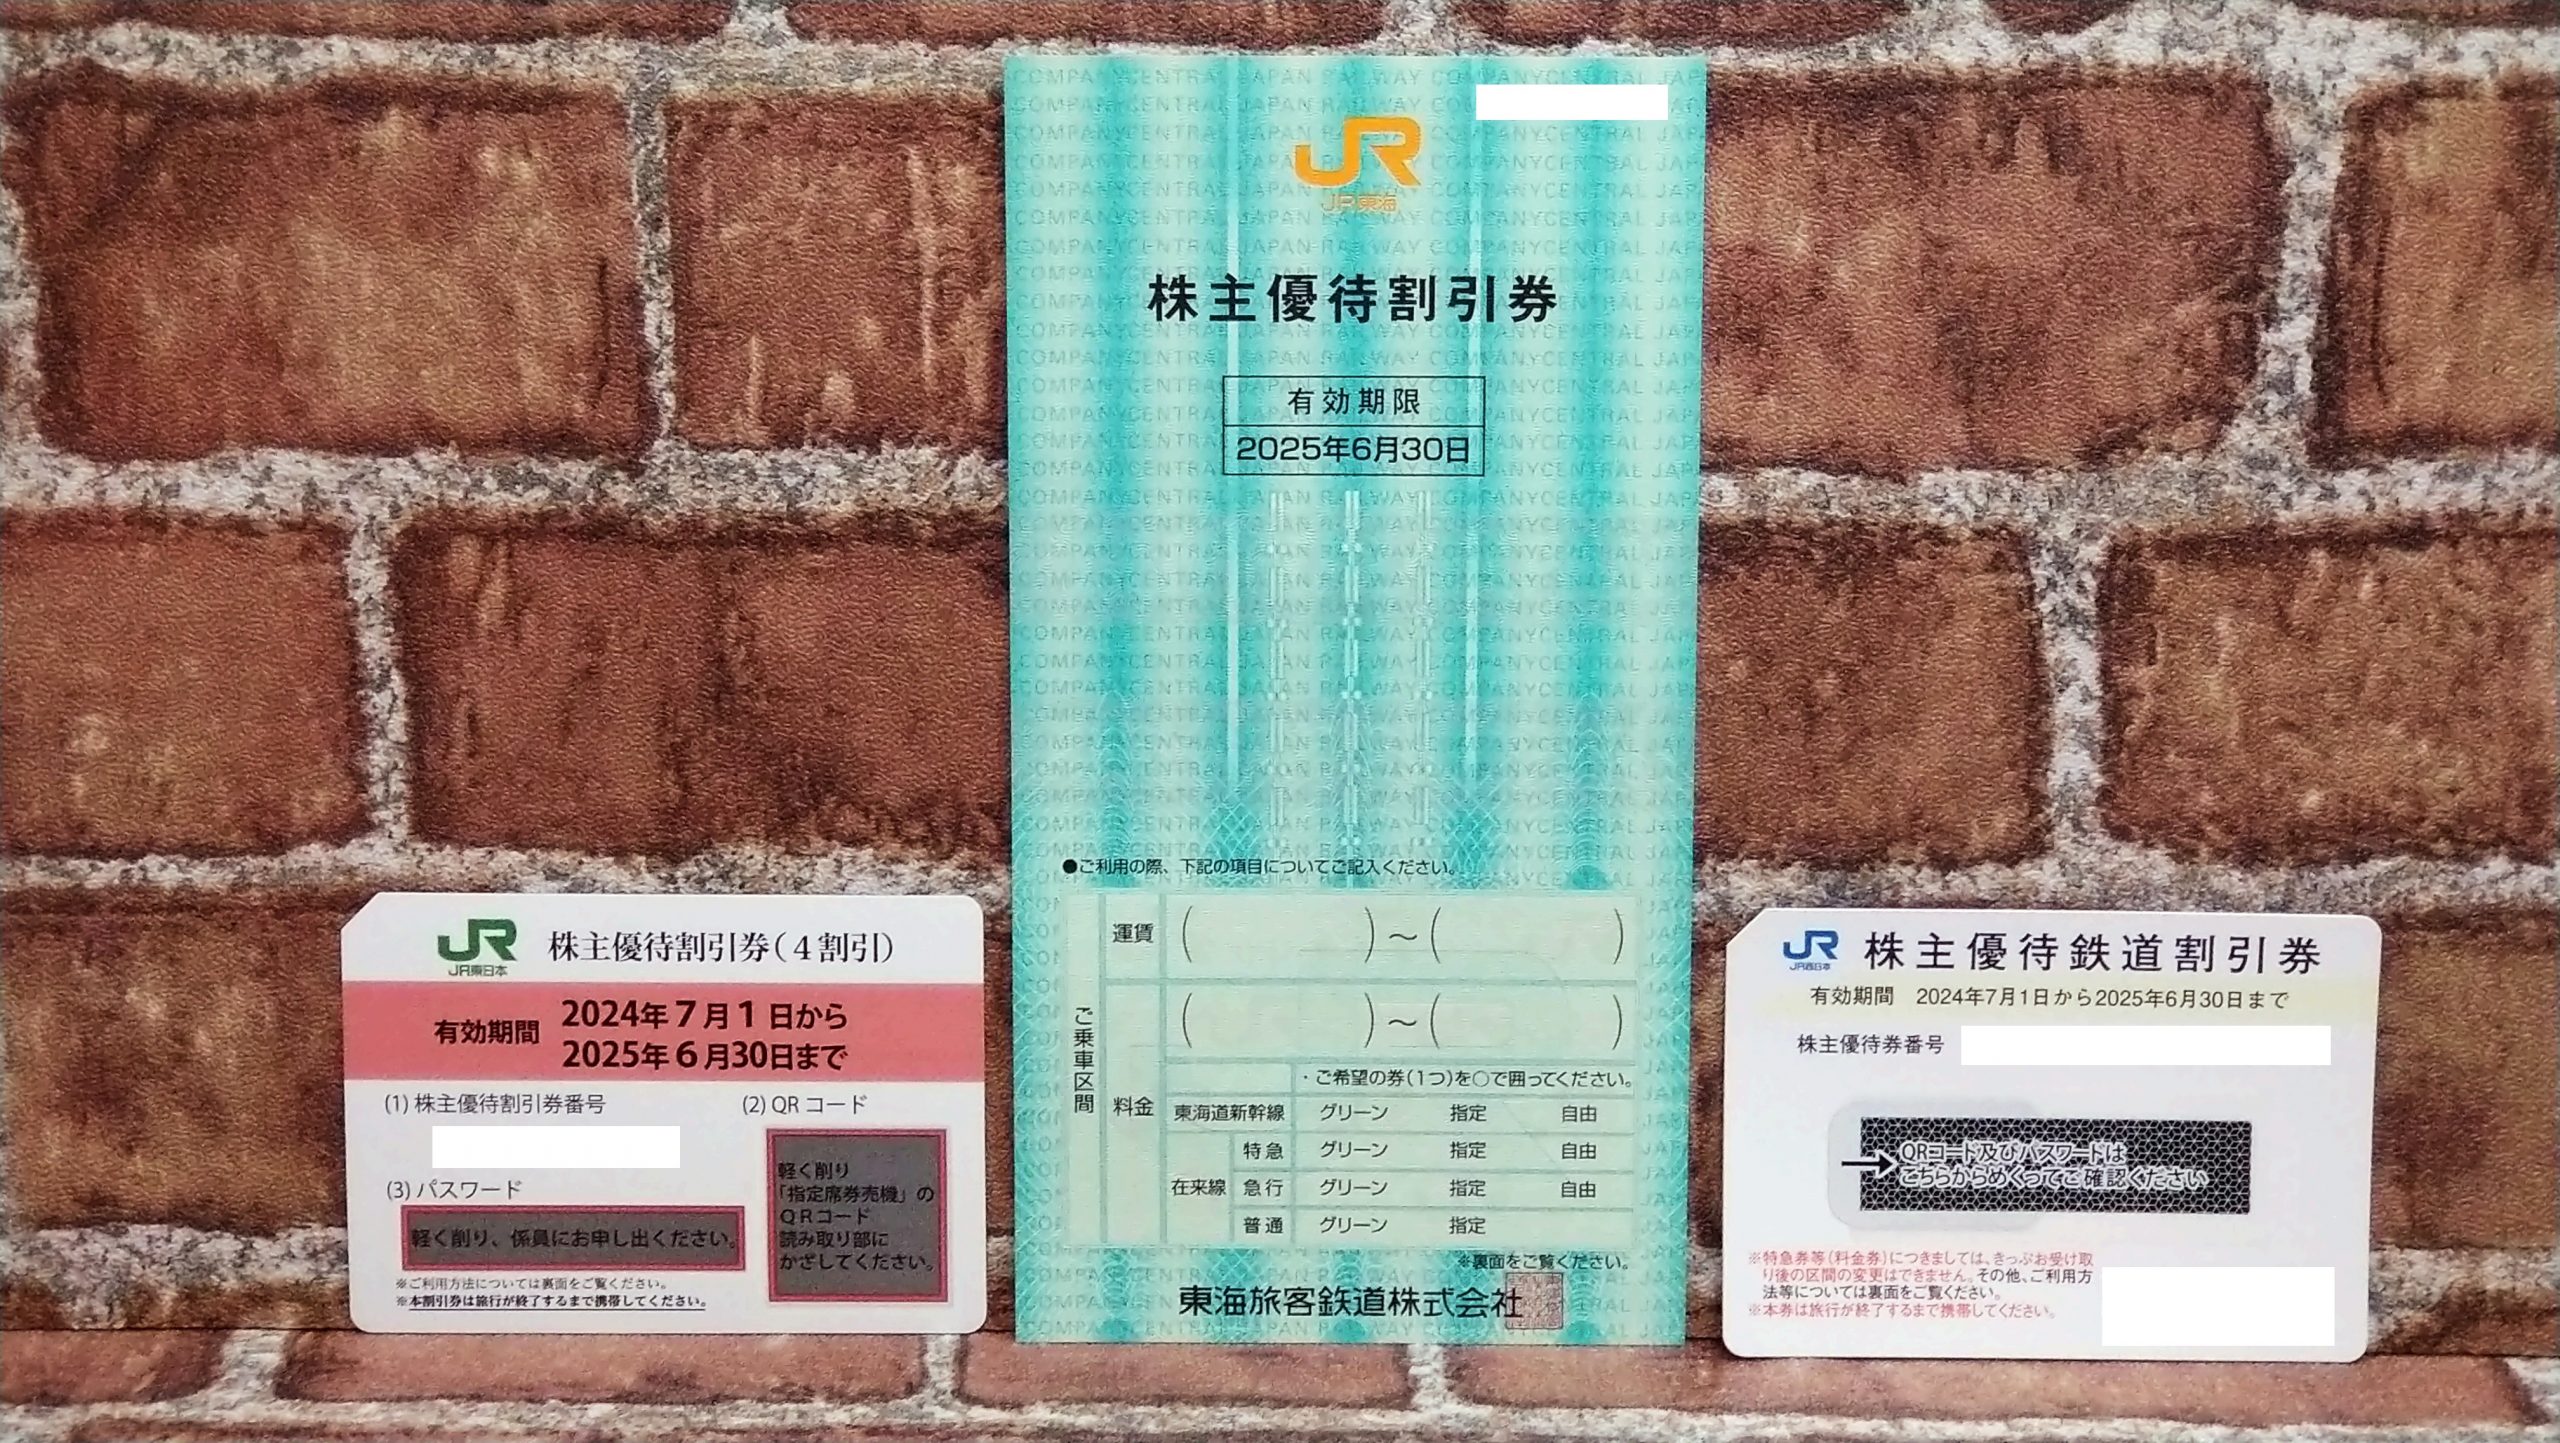 JR
JR東日本
株主優待割引券(4割引)
有効期間
2024年7月1日から
2025年6月30日まで
(1) 株主優待割引券番号
(2) QRコード
(3) パスワード
軽く削り、係員にお申し出ください。
軽く削り
「指定席券売機」の
QRコード
読み取り部に
かざしてください。
※ご利用方法については裏面をご覧ください。
※本割引券は旅行が終了するまで携帯してください。
JR
JR東海
株主優待割引券
有効期限
2025年6月30日
●ご利用の際、下記の項目についてご記入ください。
ご乗車区間
運賃 ( )~( )
料金 ( )~( )
・ご希望の券(1つ)を○で囲ってください。
東海道新幹線 グリーン 指定 自由
在来線
特急 グリーン 指定 自由
急行 グリーン 指定 自由
普通 グリーン 指定
※裏面をご覧ください。
東海旅客鉄道株式会社
COMPANY CENTRAL JAPAN RAILWAY COMPANY CENTRAL JAPAN
JR
JR西日本
株主優待鉄道割引券
有効期間 2024年7月1日から2025年6月30日まで
株主優待券番号
→QRコード及びパスワードは
こちらからめくってご確認ください
※特急券等(料金券)につきましては、きっぷお受け取
り後の区間の変更はできません。その他、ご利用方
法等については裏面をご覧ください。
※本券は旅行が終了するまで携帯してください。